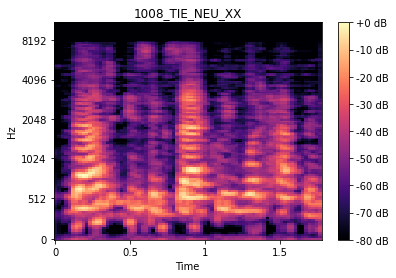 1008_TIE_NEU_XX
8192
4096
2048
1024
512
0
Hz
0
0.5
1
1.5
Time
+0 dB
-10 dB
-20 dB
-30 dB
-40 dB
-50 dB
-60 dB
-70 dB
-80 dB